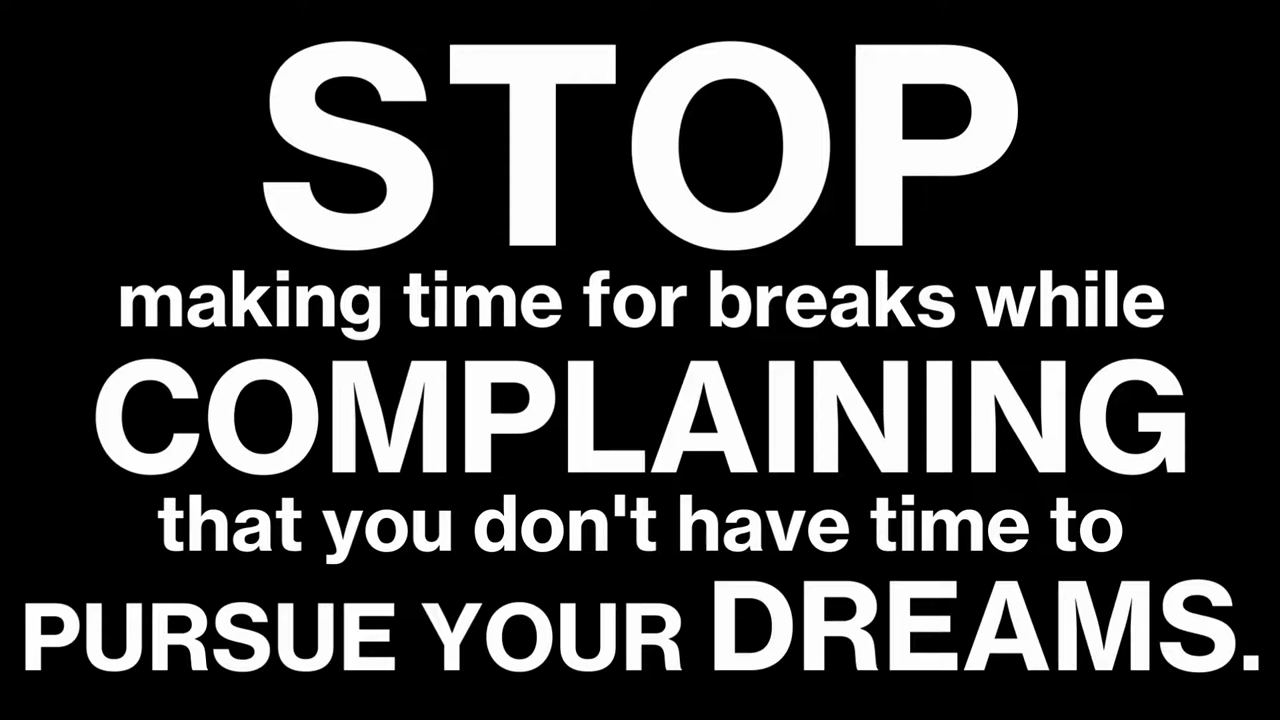 STOP
making time for breaks while
COMPLAINING
that you don't have time to
PURSUE YOUR DREAMS.